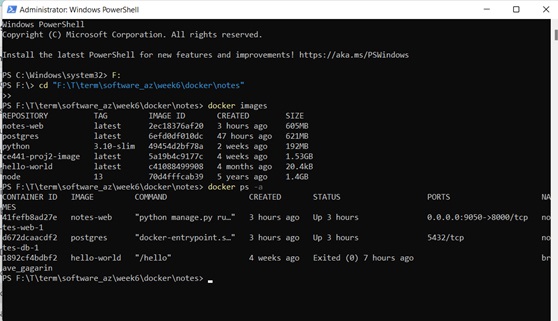 Administrator: Windows PowerShell
Windows PowerShell
Copyright (C) Microsoft Corporation. All rights reserved.
Install the latest PowerShell for new features and improvements! https://aka.ms/PSWindows
PS C:\Windows\system32> F:
PS F:\> cd "F:\T\term\software_az\week6\docker\notes"
>>
PS F:\T\term\software_az\week6\docker\notes> docker images
REPOSITORY TAG IMAGE ID CREATED SIZE
notes-web latest 2ec18376af20 3 hours ago 605MB
postgres latest 6efd0df010dc 47 hours ago 621MB
python 3.10-slim 49454d2bf78a 2 weeks ago 192MB
ce441-proj2-image latest 5a19b4c9177c 4 weeks ago 1.53GB
hello-world latest c41088499908 4 months ago 20.4kB
node 13 70d4fffcab39 5 years ago 1.4GB
PS F:\T\term\software_az\week6\docker\notes> docker ps -a
CONTAINER ID IMAGE COMMAND CREATED STATUS PORTS NA
MES
41fefb8ad27e notes-web "python manage.py ru…" 3 hours ago Up 3 hours 0.0.0.0:9050->8000/tcp no
tes-web-1
d672dcaacdf2 postgres "docker-entrypoint.s…" 3 hours ago Up 3 hours 5432/tcp no
tes-db-1
1892cf4bdbf2 hello-world "/hello" 4 weeks ago Exited (0) 7 hours ago br
ave_gagarin
PS F:\T\term\software_az\week6\docker\notes>